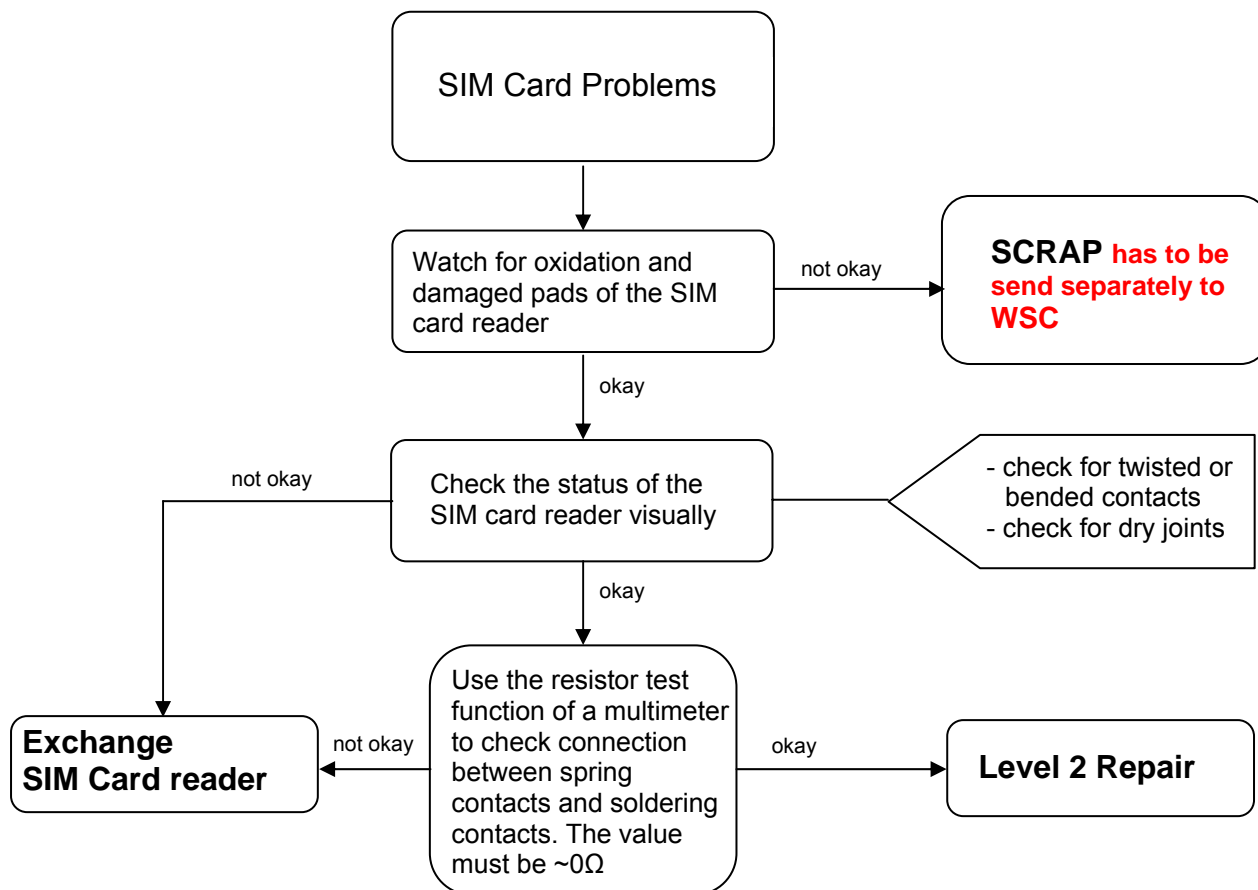 SIM Card Problems
Watch for oxidation and
damaged pads of the SIM
card reader
not okay
SCRAP has to be
send separately to
WSC
okay
not okay
Check the status of the
SIM card reader visually
- check for twisted or
bended contacts
- check for dry joints
okay
Use the resistor test
function of a multimeter
to check connection
between spring
contacts and soldering
contacts. The value
must be ~0Ω
not okay
Exchange
SIM Card reader
okay
Level 2 Repair